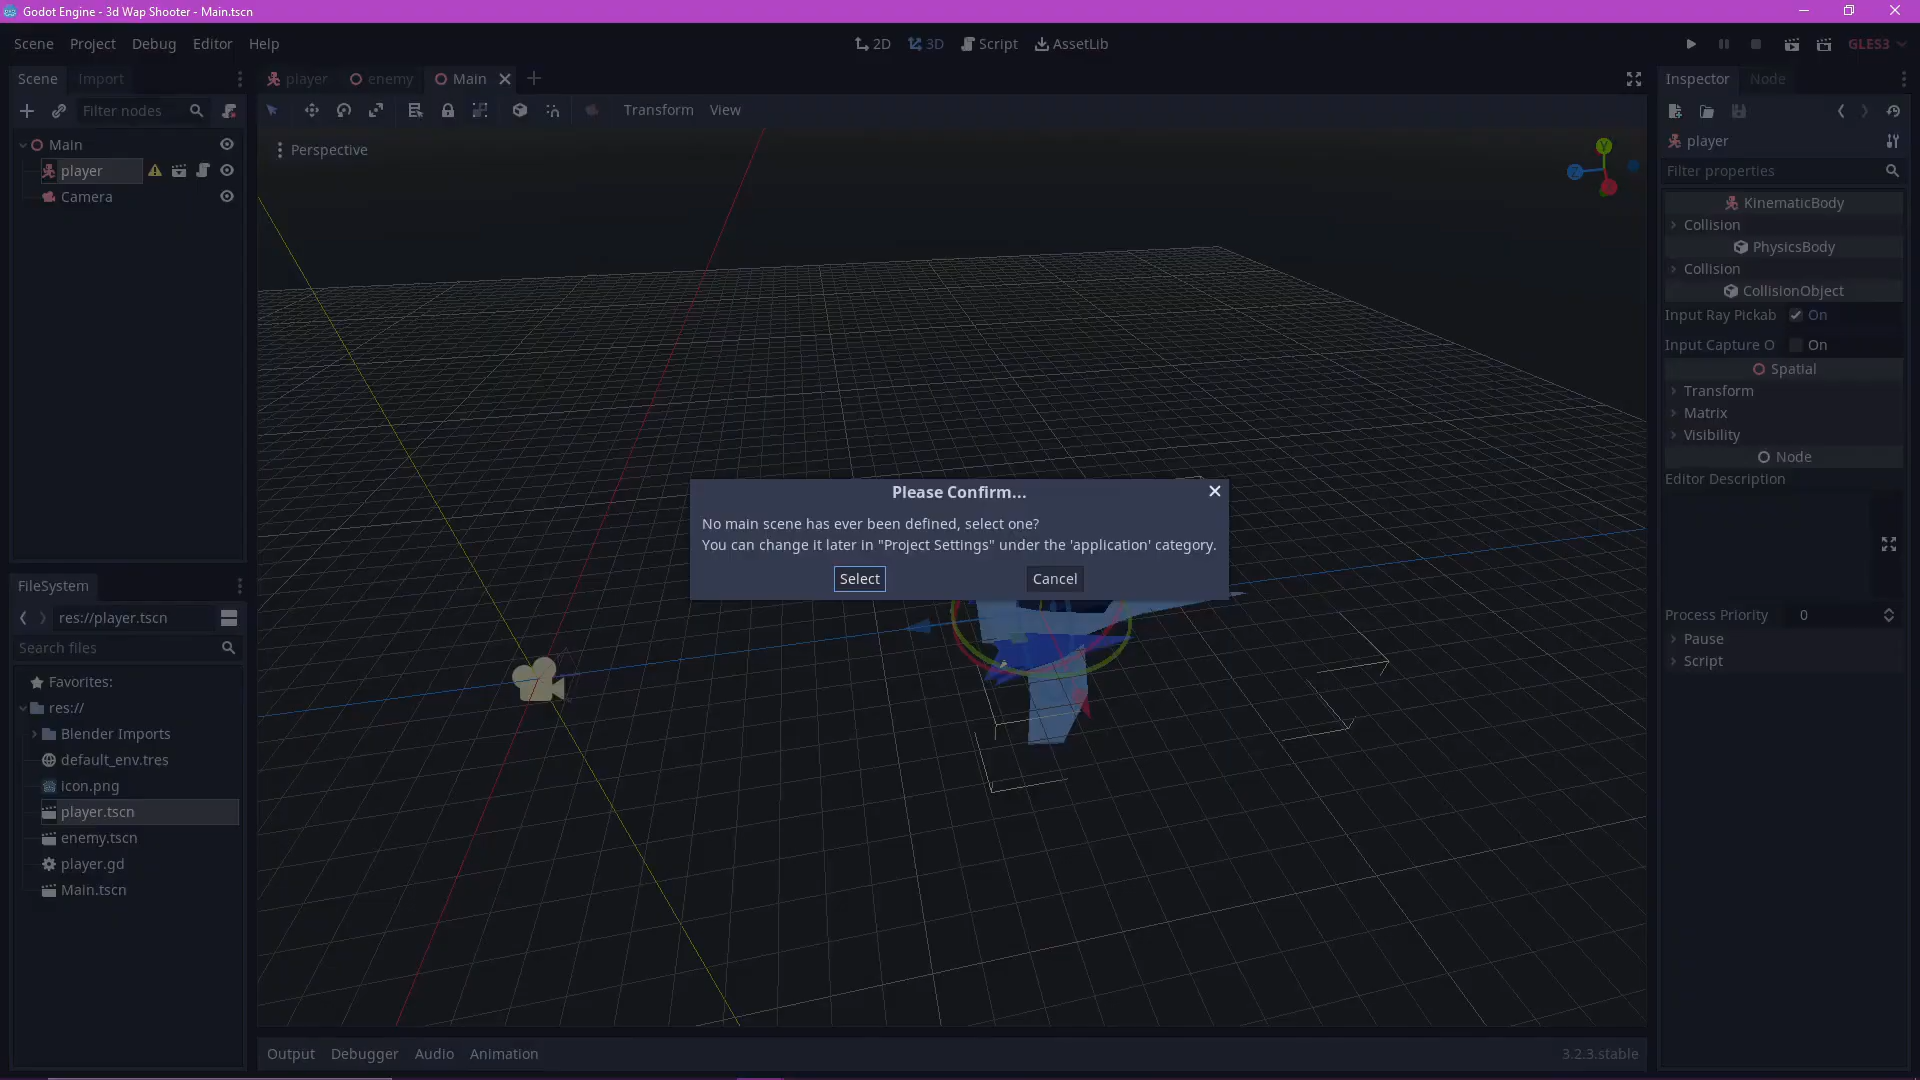 Godot Engine - 3d Wap Shooter - Main.tscn
Scene Project Debug Editor Help
2D 3D Script AssetLib
GLES3
Scene Import
player enemy Main
Inspector Node
Filter nodes
Transform View
Main
player
Camera
Perspective
Y
Z
player
Filter properties
KinematicBody
Collision
PhysicsBody
Collision
CollisionObject
Input Ray Pickab On
Input Capture O On
Spatial
Transform
Matrix
Visibility
Node
Editor Description
Process Priority 0
Pause
Script
Please Confirm...
No main scene has ever been defined, select one?
You can change it later in "Project Settings" under the 'application' category.
Select Cancel
FileSystem
res://player.tscn
Search files
Favorites:
res://
Blender Imports
default_env.tres
icon.png
player.tscn
enemy.tscn
player.gd
Main.tscn
Output Debugger Audio Animation
3.2.3.stable